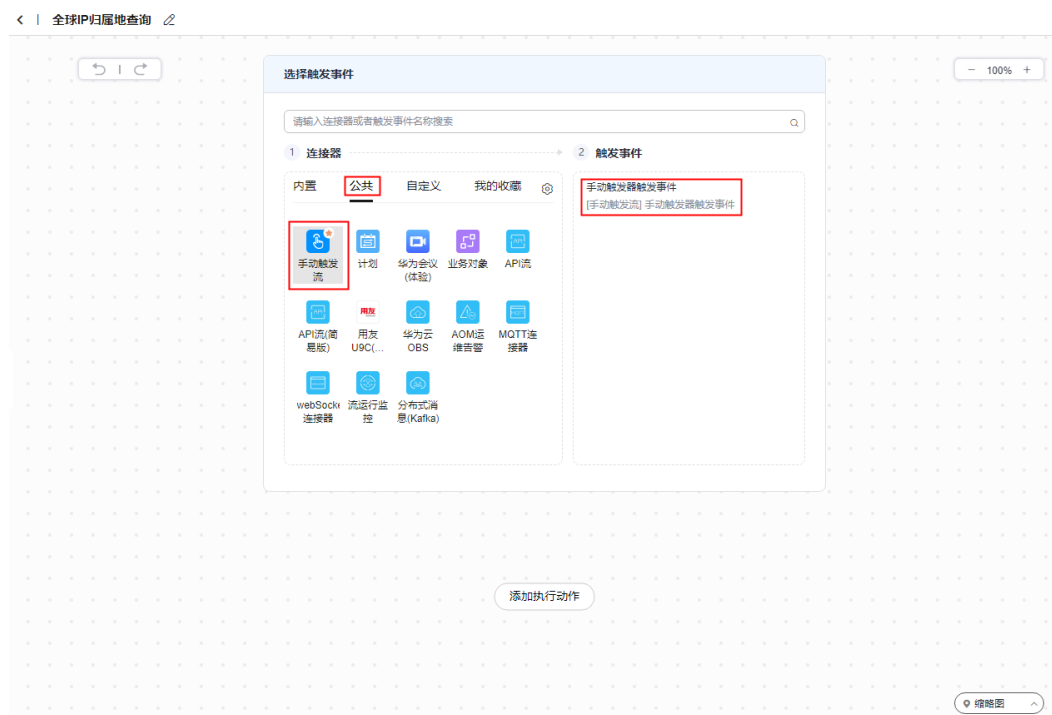 全球IP归属地查询
选择触发事件
100%
请输入连接器或者触发事件名称搜索
1 连接器
2 触发事件
内置 公共 自定义 我的收藏
手动触发器触发事件
[手动触发流] 手动触发器触发事件
手动触发流
计划
华为会议
(体验)
业务对象
API流
API流(简易版)
用友
U9C(...
华为云
OBS
AOM运维告警
MQTT连接器
webSocke
连接器
流运行监控
分布式消息(Kafka)
添加执行动作
缩略图